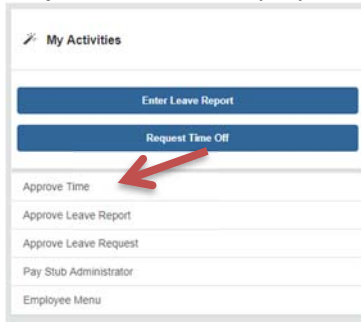 My Activities
Enter Leave Report
Request Time Off
Approve Time
Approve Leave Report
Approve Leave Request
Pay Stub Administrator
Employee Menu